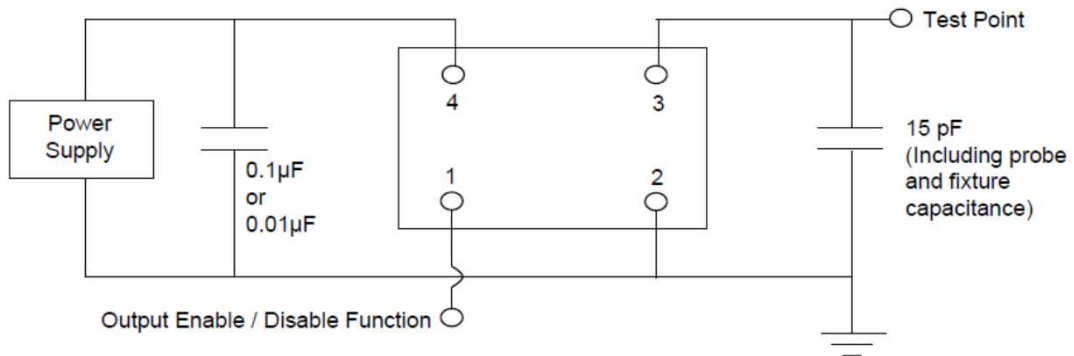 Test Point
4
3
Power
Supply
0.1µF
or
0.01µF
1
2
15 pF
(Including probe
and fixture
capacitance)
Output Enable / Disable Function